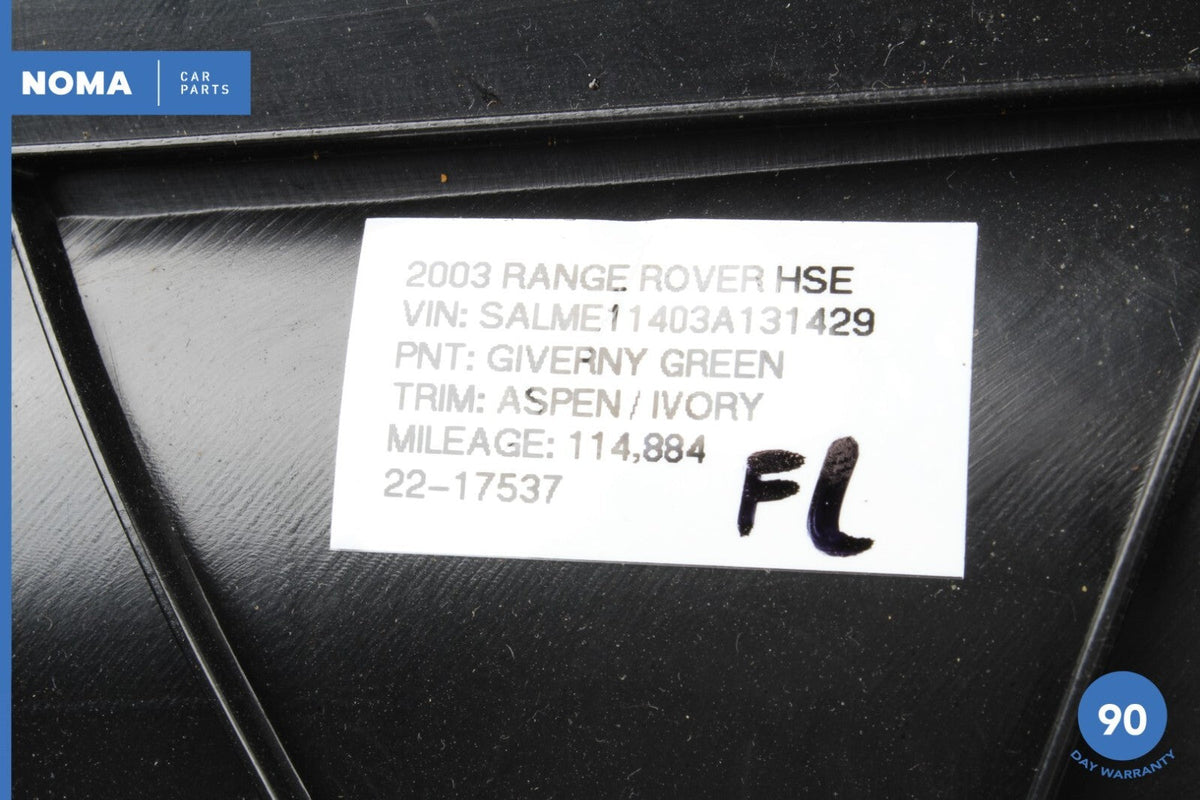 NOMA
CAR
PARTS
2003 RANGE ROVER HSE
VIN: SALME11403A131429
PNT: GIVERNY GREEN
TRIM: ASPEN / IVORY
MILEAGE: 114,884
22-17537
FL
90
DAY WARRANTY